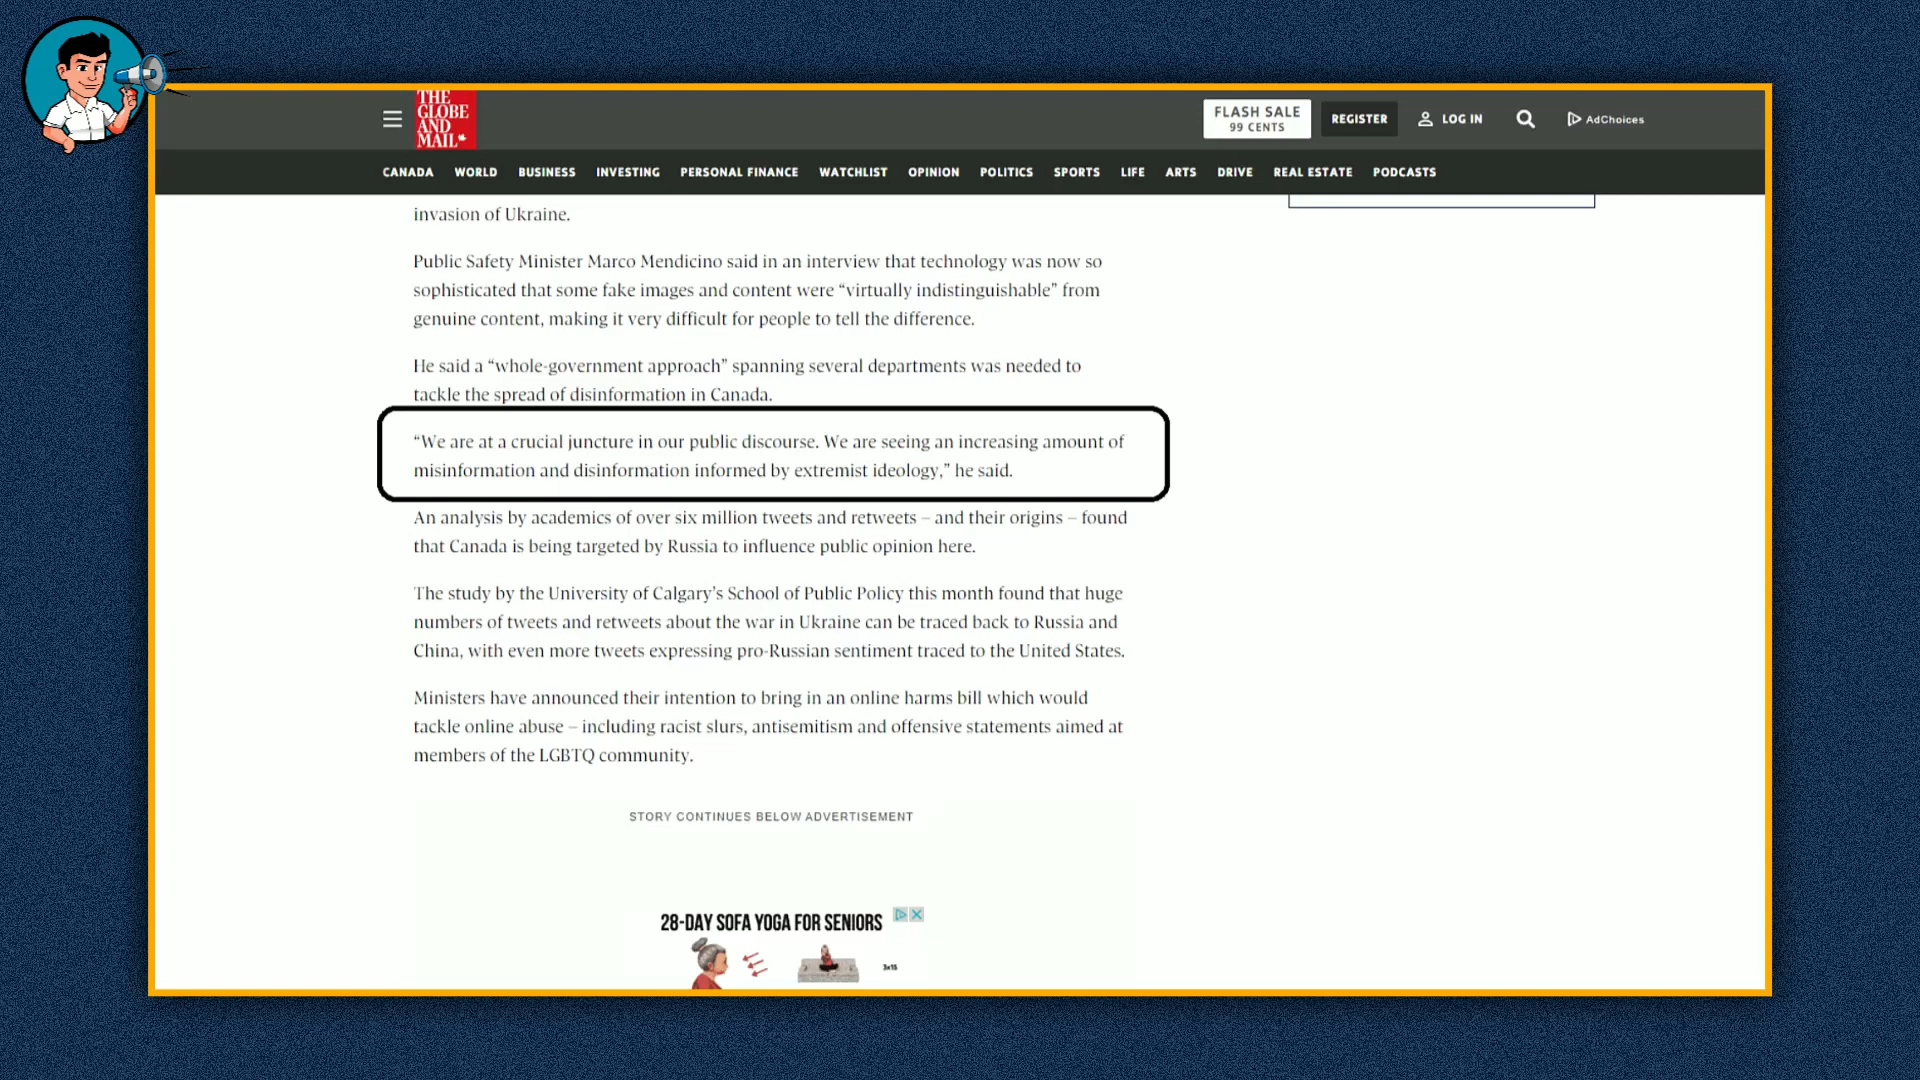 THE
GLOBE
AND
MAIL
FLASH SALE
99 CENTS
REGISTER
LOG IN
AdChoices
CANADA WORLD BUSINESS INVESTING PERSONAL FINANCE WATCHLIST OPINION POLITICS SPORTS LIFE ARTS DRIVE REAL ESTATE PODCASTS
invasion of Ukraine.
Public Safety Minister Marco Mendicino said in an interview that technology was now so
sophisticated that some fake images and content were “virtually indistinguishable” from
genuine content, making it very difficult for people to tell the difference.
He said a “whole-government approach” spanning several departments was needed to
tackle the spread of disinformation in Canada.
“We are at a crucial juncture in our public discourse. We are seeing an increasing amount of
misinformation and disinformation informed by extremist ideology,” he said.
An analysis by academics of over six million tweets and retweets – and their origins – found
that Canada is being targeted by Russia to influence public opinion here.
The study by the University of Calgary’s School of Public Policy this month found that huge
numbers of tweets and retweets about the war in Ukraine can be traced back to Russia and
China, with even more tweets expressing pro-Russian sentiment traced to the United States.
Ministers have announced their intention to bring in an online harms bill which would
tackle online abuse – including racist slurs, antisemitism and offensive statements aimed at
members of the LGBTQ community.
STORY CONTINUES BELOW ADVERTISEMENT
28-DAY SOFA YOGA FOR SENIORS
3x15